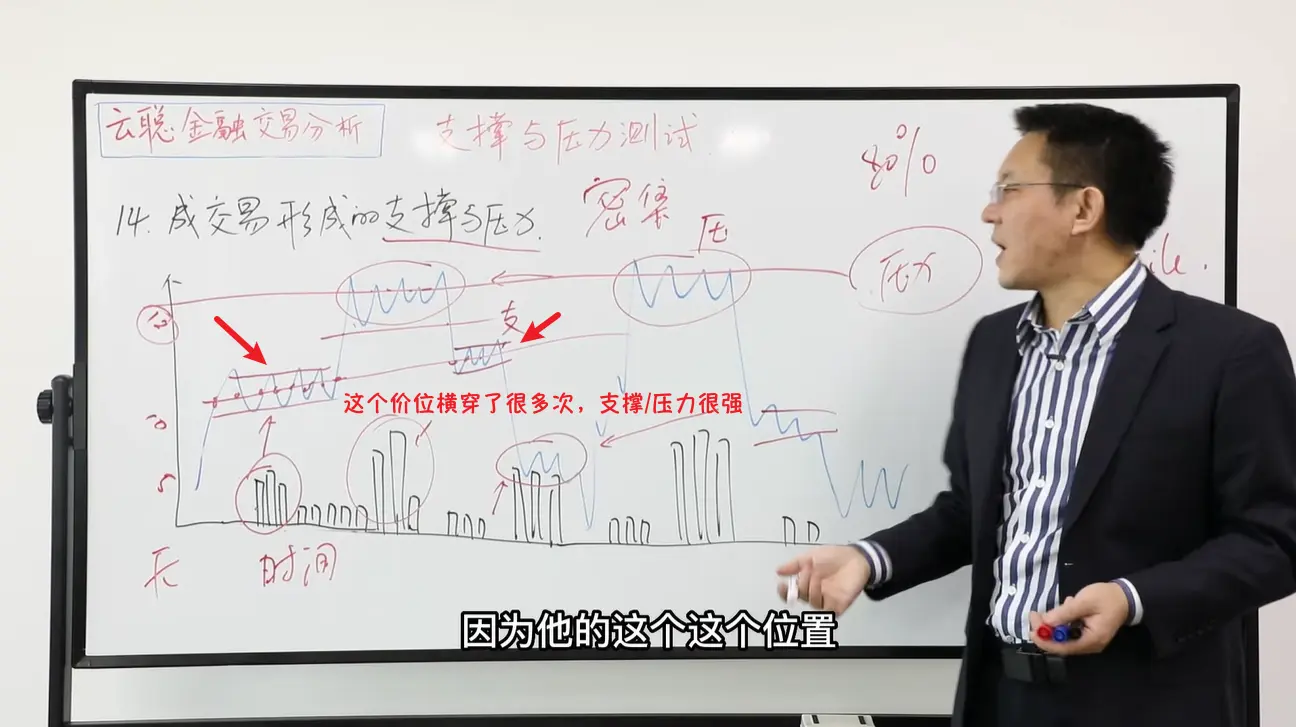 云聪金融交易分析
支撑与压力测试
80%
14. 成交易形成的支撑与压力.
密集
压
压力
支
这个价位横穿了很多次，支撑/压力很强
5
长
时间
因为他的这个这个位置